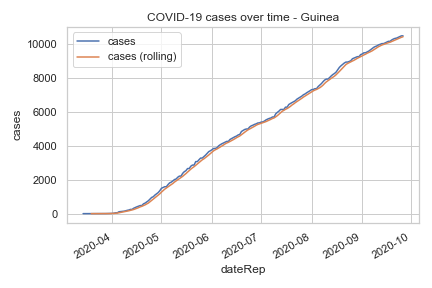 COVID-19 cases over time - Guinea
cases
cases (rolling)
10000
8000
6000
4000
2000
0
cases
2020-04
2020-05
2020-06
2020-07
2020-08
2020-09
2020-10
dateRep